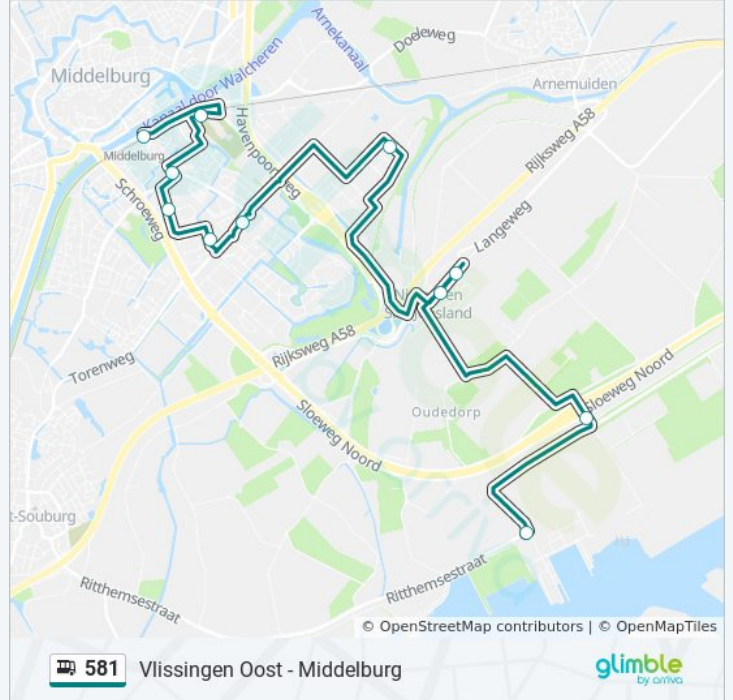 Middelburg
Kanaal door Walcheren
Arnekanaal
Doeleweg
Arnemuiden
Havenpoortweg
Rijksweg A58
Middelburg
Schroeweg
Langeweg
Rijksweg A58
Torenweg
Sloeweg Noord
Oudedorp
Sloeweg Noord
t-Souburg
Ritthemsestraat
Ritthemsestraat
© OpenStreetMap contributors | © OpenMapTiles
581 Vlissingen Oost - Middelburg
glimble
by arriva